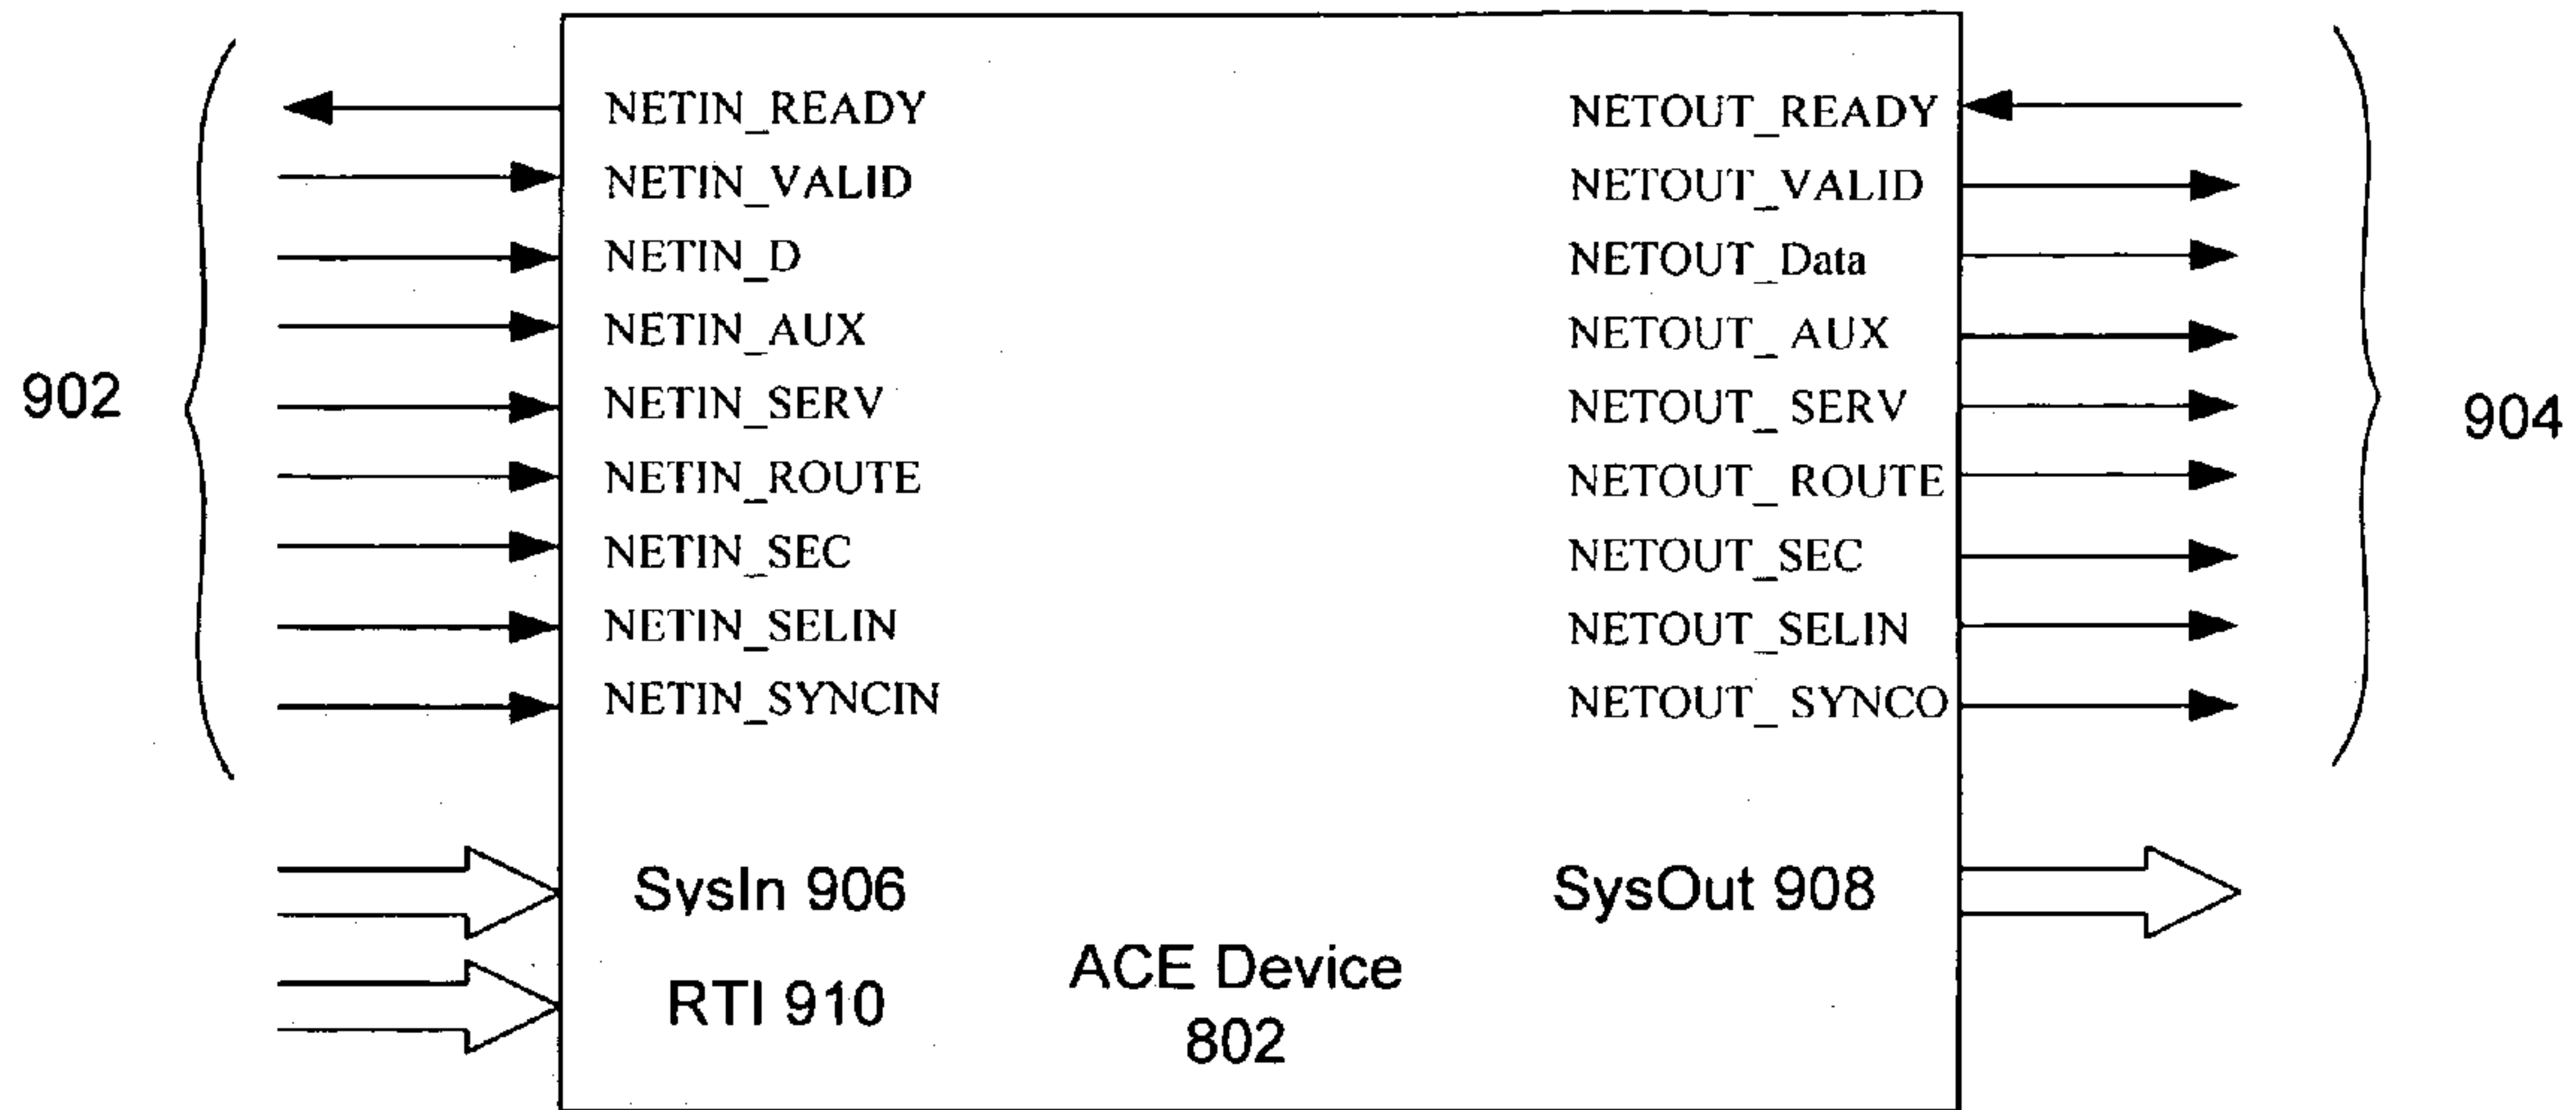 902
NETIN_READY
NETIN_VALID
NETIN_D
NETIN_AUX
NETIN_SERV
NETIN_ROUTE
NETIN_SEC
NETIN_SELIN
NETIN_SYNCIN
NETOUT_READY
NETOUT_VALID
NETOUT_Data
NETOUT_ AUX
NETOUT_ SERV
NETOUT_ ROUTE
NETOUT_SEC
NETOUT_SELIN
NETOUT_ SYNCO
904
SysIn 906
SysOut 908
RTI 910
ACE Device
802